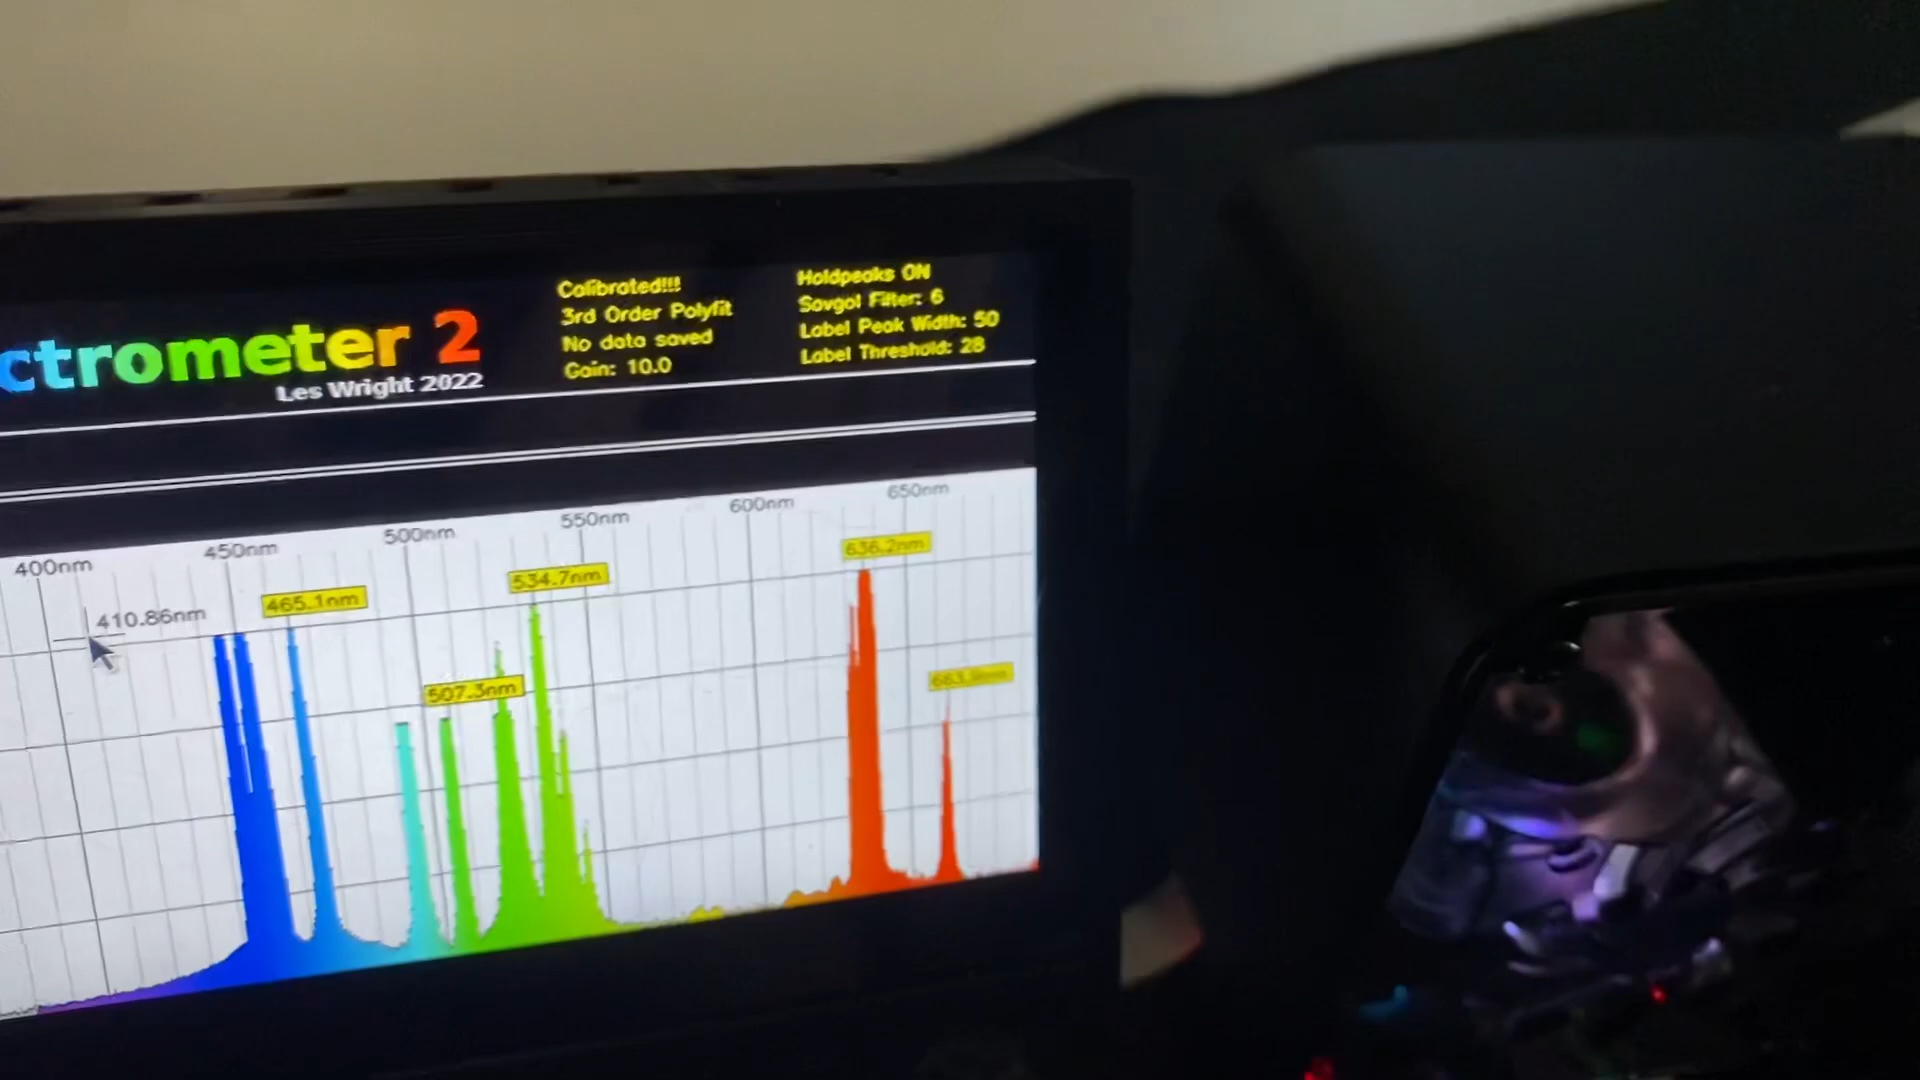 ctrometer 2
Les Wright 2022
Calibrated!!!
3rd Order Polyfit
No data saved
Gain: 10.0
Holdpeaks ON
Savgol Filter: 6
Label Peak Width: 50
Label Threshold: 28
400nm
450nm
500nm
550nm
600nm
650nm
410.86nm
465.1nm
507.3nm
534.7nm
636.2nm